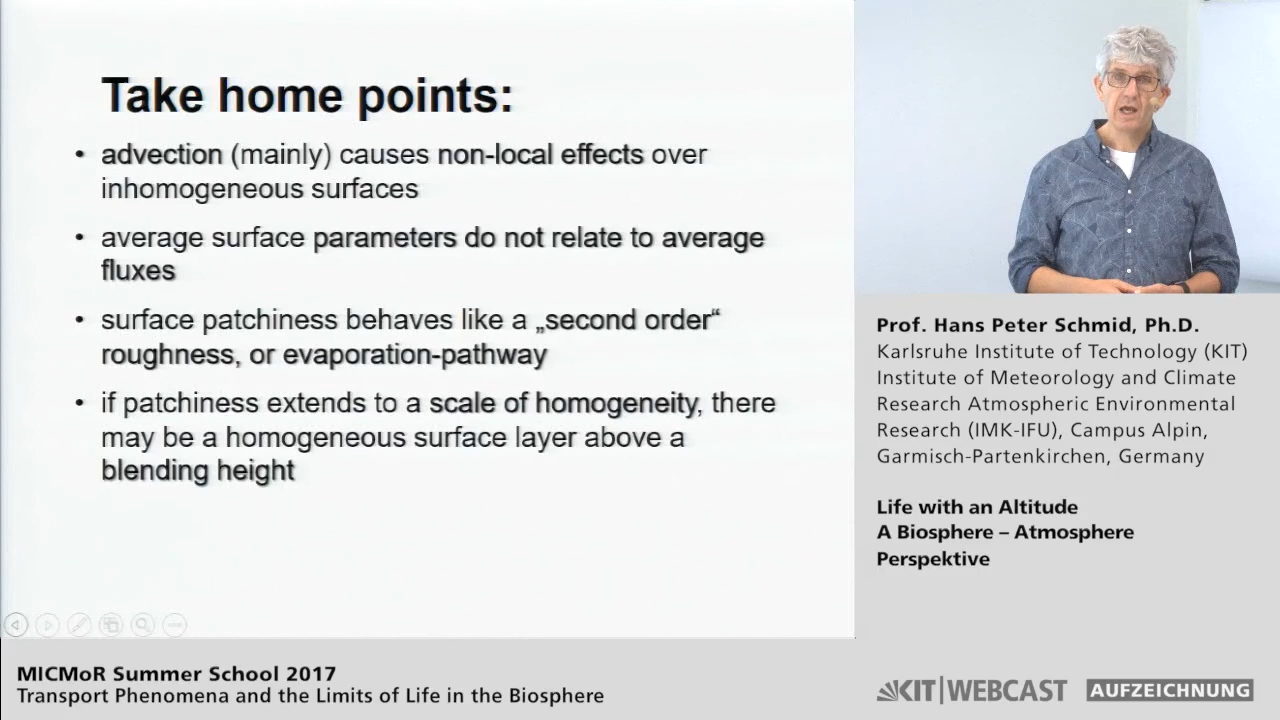 Take home points:
• advection (mainly) causes non-local effects over
inhomogeneous surfaces
• average surface parameters do not relate to average
fluxes
• surface patchiness behaves like a „second order“
roughness, or evaporation-pathway
• if patchiness extends to a scale of homogeneity, there
may be a homogeneous surface layer above a
blending height
Prof. Hans Peter Schmid, Ph.D.
Karlsruhe Institute of Technology (KIT)
Institute of Meteorology and Climate
Research Atmospheric Environmental
Research (IMK-IFU), Campus Alpin,
Garmisch-Partenkirchen, Germany
Life with an Altitude
A Biosphere – Atmosphere
Perspektive
MICMoR Summer School 2017
Transport Phenomena and the Limits of Life in the Biosphere
KIT|WEBCAST AUFZEICHNUNG